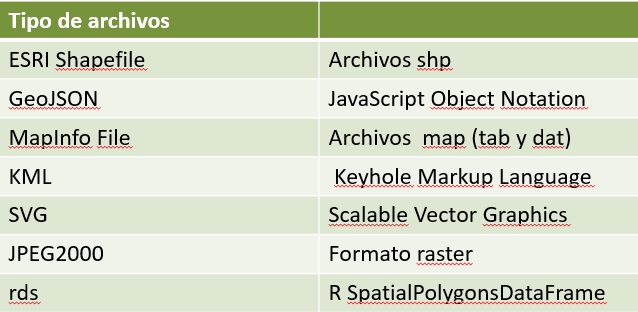 Tipo de archivos
ESRI Shapefile Archivos shp
GeoJSON JavaScript Object Notation
MapInfo File Archivos map (tab y dat)
KML Keyhole Markup Language
SVG Scalable Vector Graphics
JPEG2000 Formato raster
rds R SpatialPolygonsDataFrame